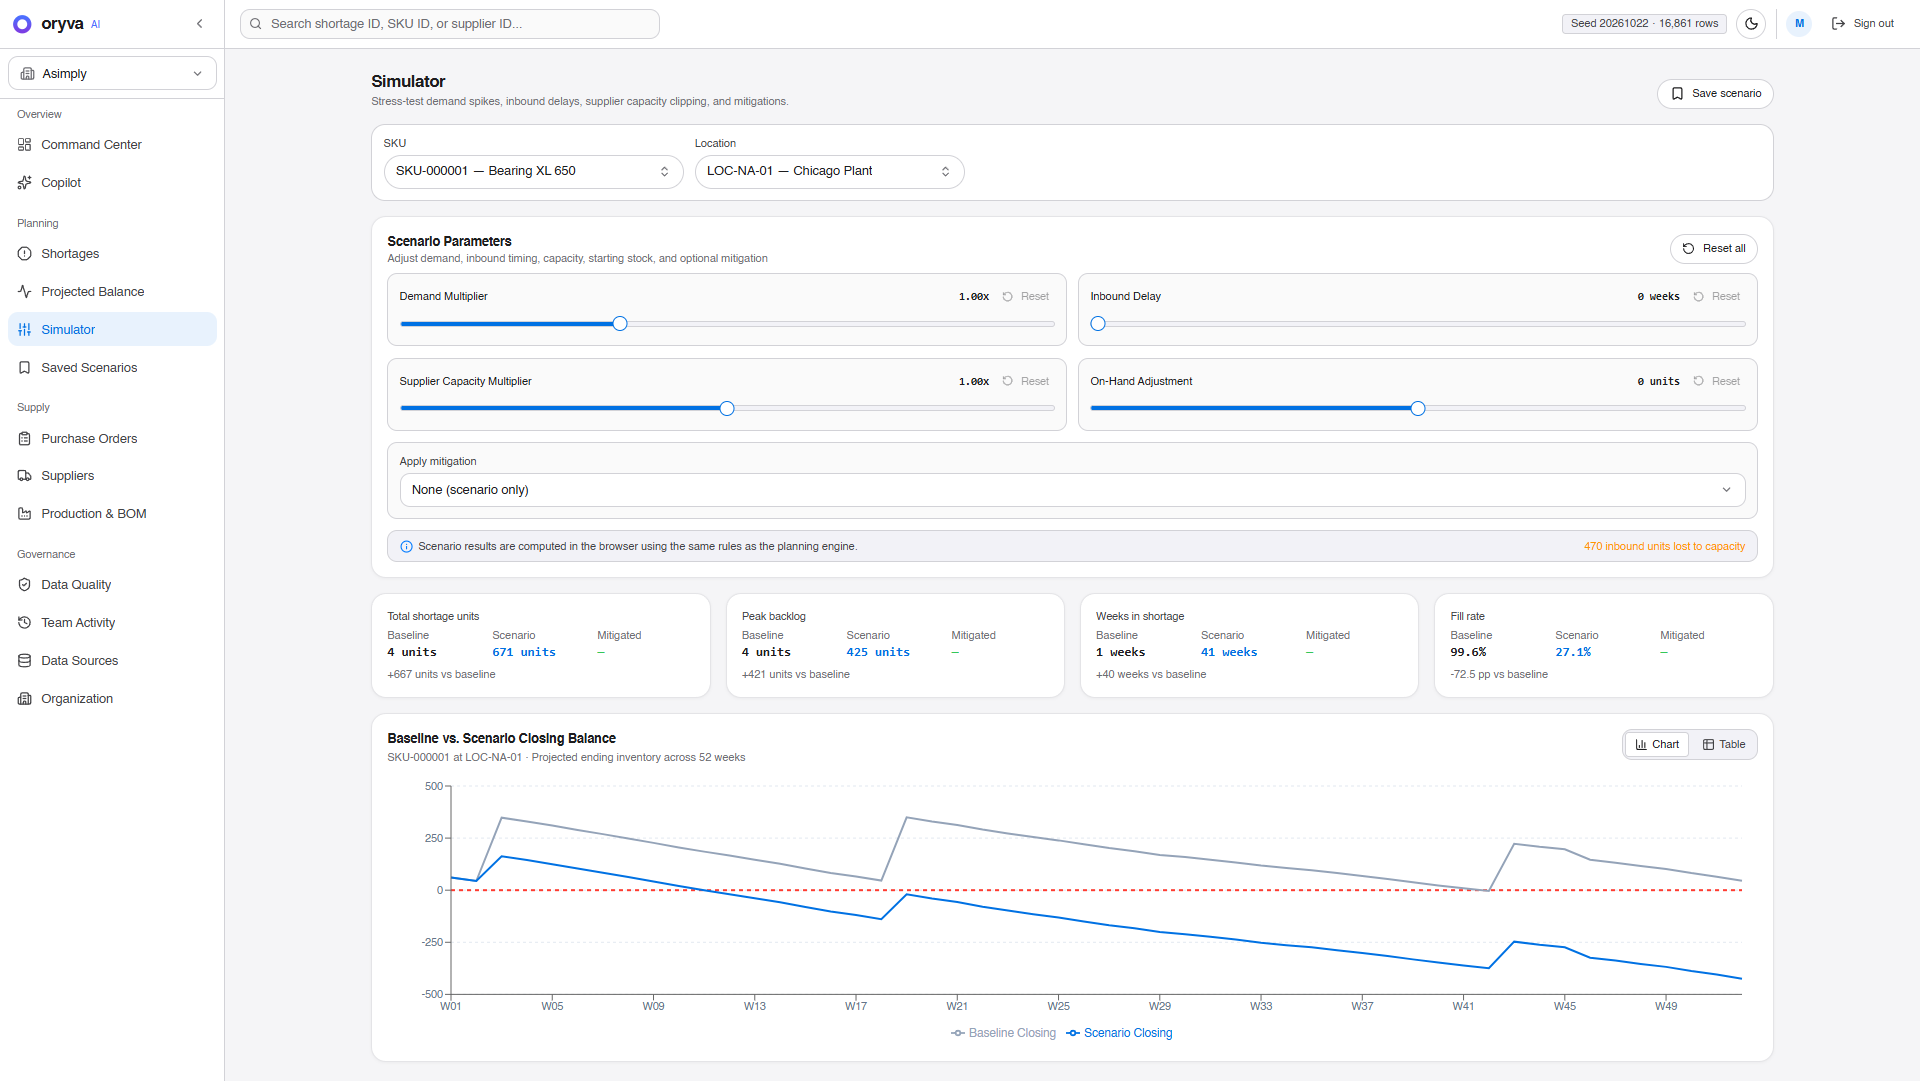 oryva AI
Search shortage ID, SKU ID, or supplier ID...
Seed 20261022 · 16,861 rows
M
Sign out
Asimply
Overview
Command Center
Copilot
Planning
Shortages
Projected Balance
Simulator
Saved Scenarios
Supply
Purchase Orders
Suppliers
Production & BOM
Governance
Data Quality
Team Activity
Data Sources
Organization
Simulator
Stress-test demand spikes, inbound delays, supplier capacity clipping, and mitigations.
Save scenario
SKU
SKU-000001 — Bearing XL 650
Location
LOC-NA-01 — Chicago Plant
Scenario Parameters
Adjust demand, inbound timing, capacity, starting stock, and optional mitigation
Reset all
Demand Multiplier 1.00x Reset
Inbound Delay 0 weeks Reset
Supplier Capacity Multiplier 1.00x Reset
On-Hand Adjustment 0 units Reset
Apply mitigation
None (scenario only)
Scenario results are computed in the browser using the same rules as the planning engine.
470 inbound units lost to capacity
Total shortage units
Baseline Scenario Mitigated
4 units 671 units —
+667 units vs baseline
Peak backlog
Baseline Scenario Mitigated
4 units 425 units —
+421 units vs baseline
Weeks in shortage
Baseline Scenario Mitigated
1 weeks 41 weeks —
+40 weeks vs baseline
Fill rate
Baseline Scenario Mitigated
99.6% 27.1% —
-72.5 pp vs baseline
Baseline vs. Scenario Closing Balance
SKU-000001 at LOC-NA-01 · Projected ending inventory across 52 weeks
Chart Table
500
250
0
-250
-500
W01 W05 W09 W13 W17 W21 W25 W29 W33 W37 W41 W45 W49
Baseline Closing Scenario Closing